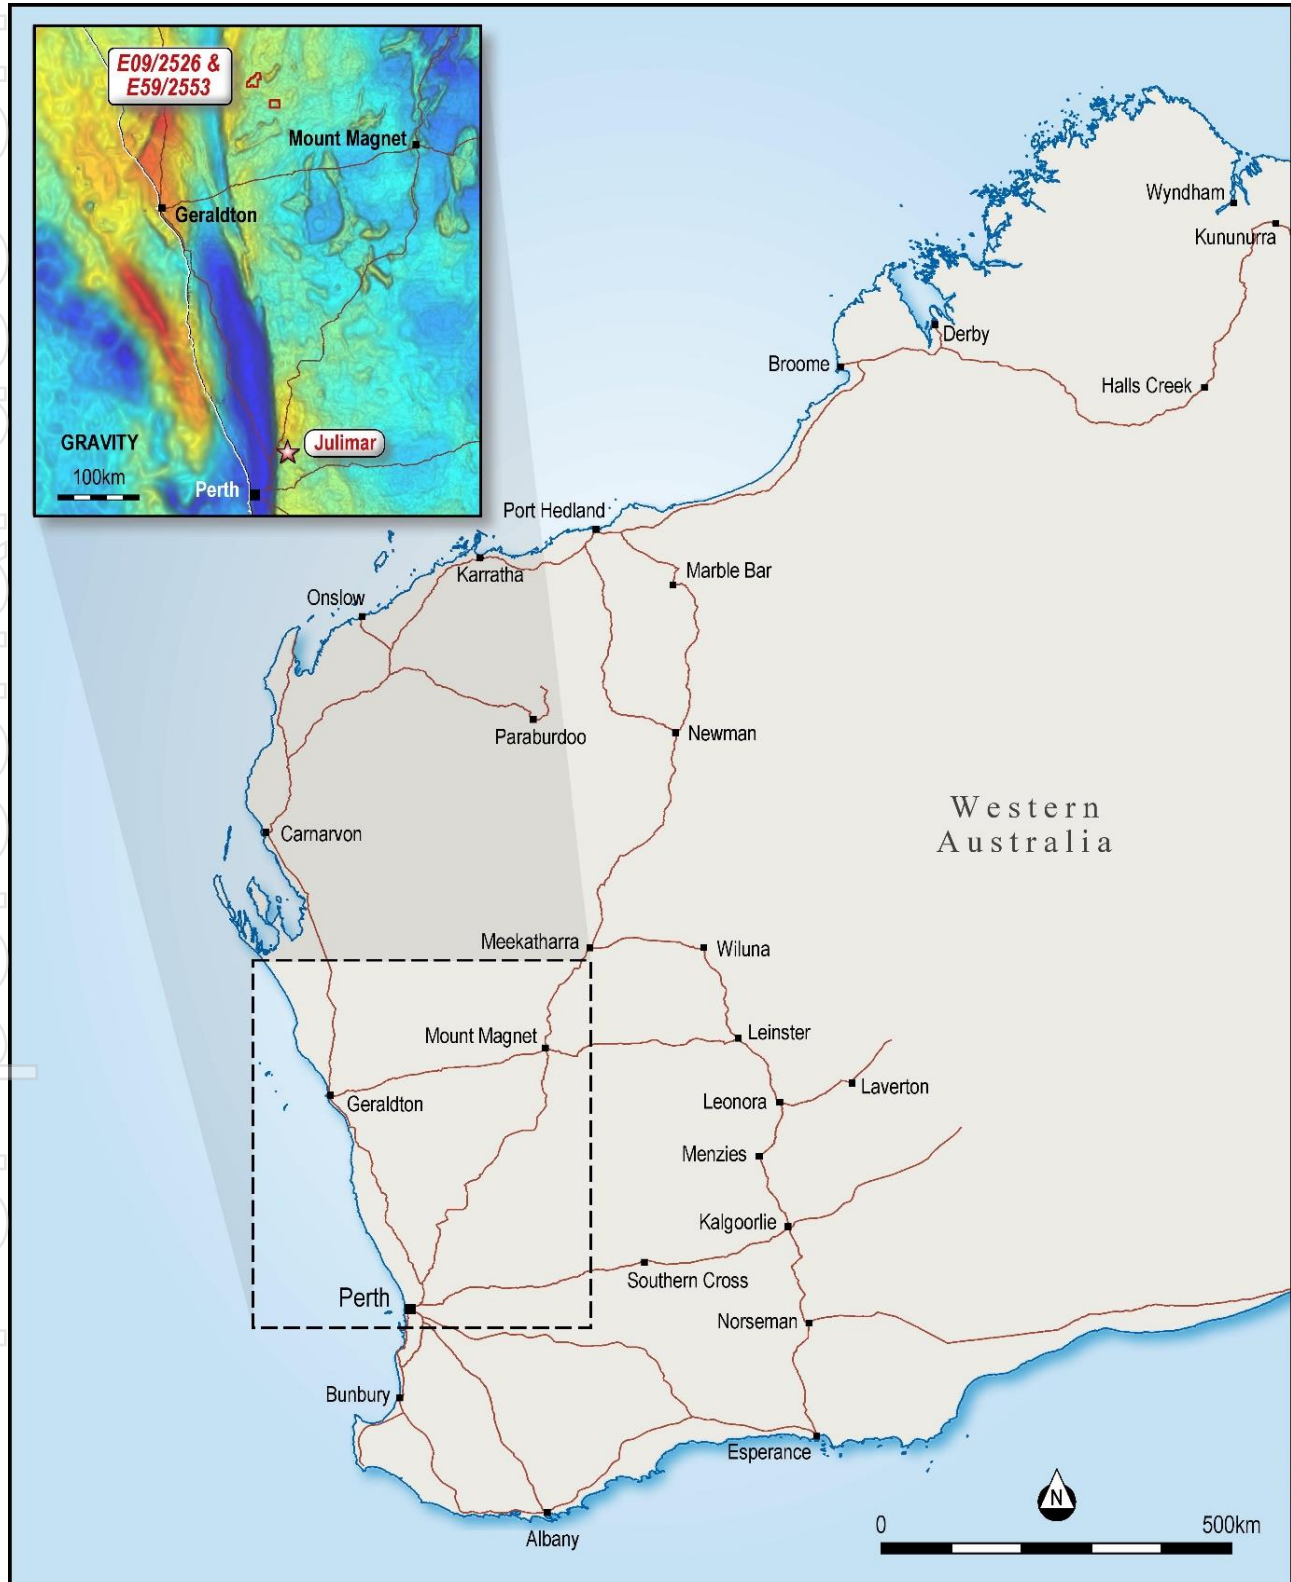 E09/2526 &
E59/2553
Mount Magnet
Geraldton
GRAVITY
100km
Julimar
Perth
Wyndham
Kununurra
Derby
Broome
Halls Creek
Port Hedland
Karratha
Marble Bar
Onslow
Paraburdoo
Newman
Western
Australia
Carnarvon
Meekatharra
Wiluna
Mount Magnet
Leinster
Geraldton
Laverton
Leonora
Menzies
Kalgoorlie
Southern Cross
Perth
Norseman
Bunbury
Esperance
N
0
500km
Albany